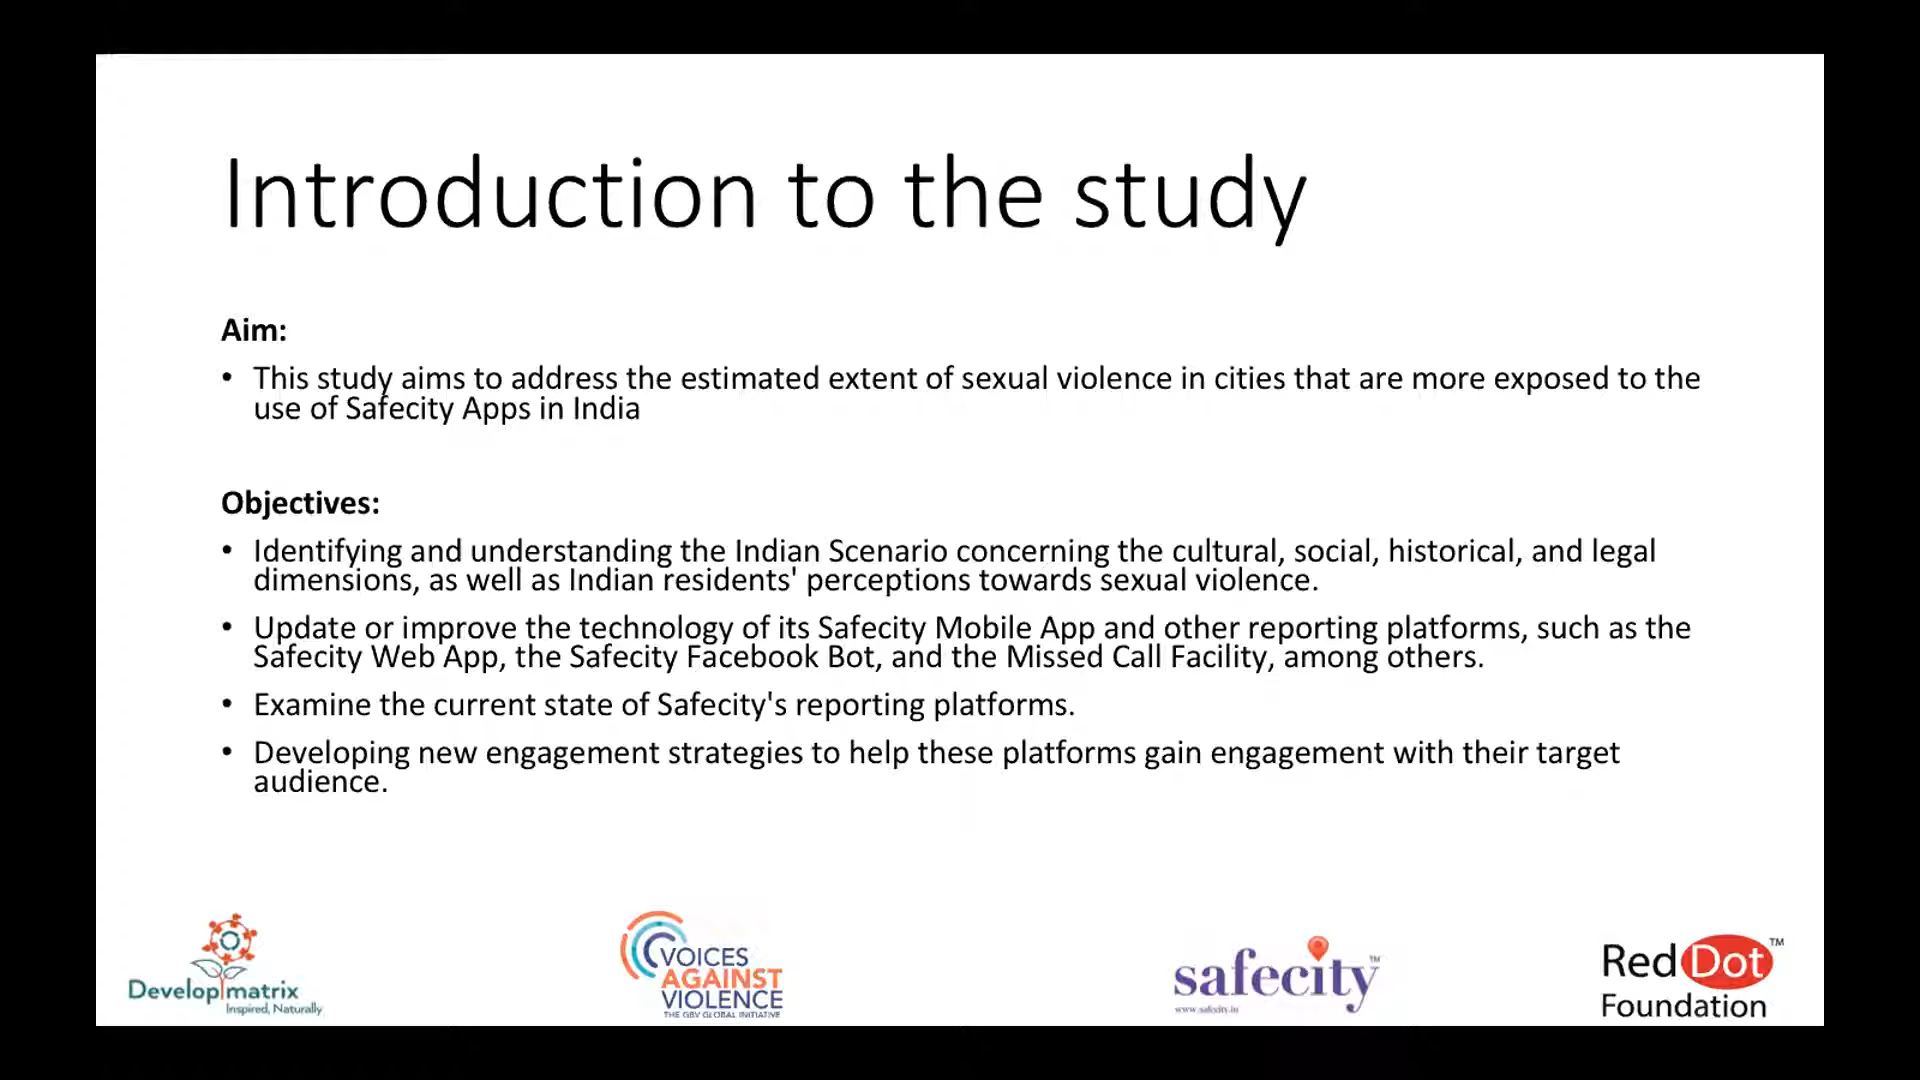 Introduction to the study
Aim:
• This study aims to address the estimated extent of sexual violence in cities that are more exposed to the
use of Safecity Apps in India
Objectives:
• Identifying and understanding the Indian Scenario concerning the cultural, social, historical, and legal
dimensions, as well as Indian residents' perceptions towards sexual violence.
• Update or improve the technology of its Safecity Mobile App and other reporting platforms, such as the
Safecity Web App, the Safecity Facebook Bot, and the Missed Call Facility, among others.
• Examine the current state of Safecity's reporting platforms.
• Developing new engagement strategies to help these platforms gain engagement with their target
audience.
Developmatrix
Inspired, Naturally
VOICES
AGAINST
VIOLENCE
THE GBV GLOBAL INITIATIVE
safecity™
www.safecity.in
RedDot™
Foundation